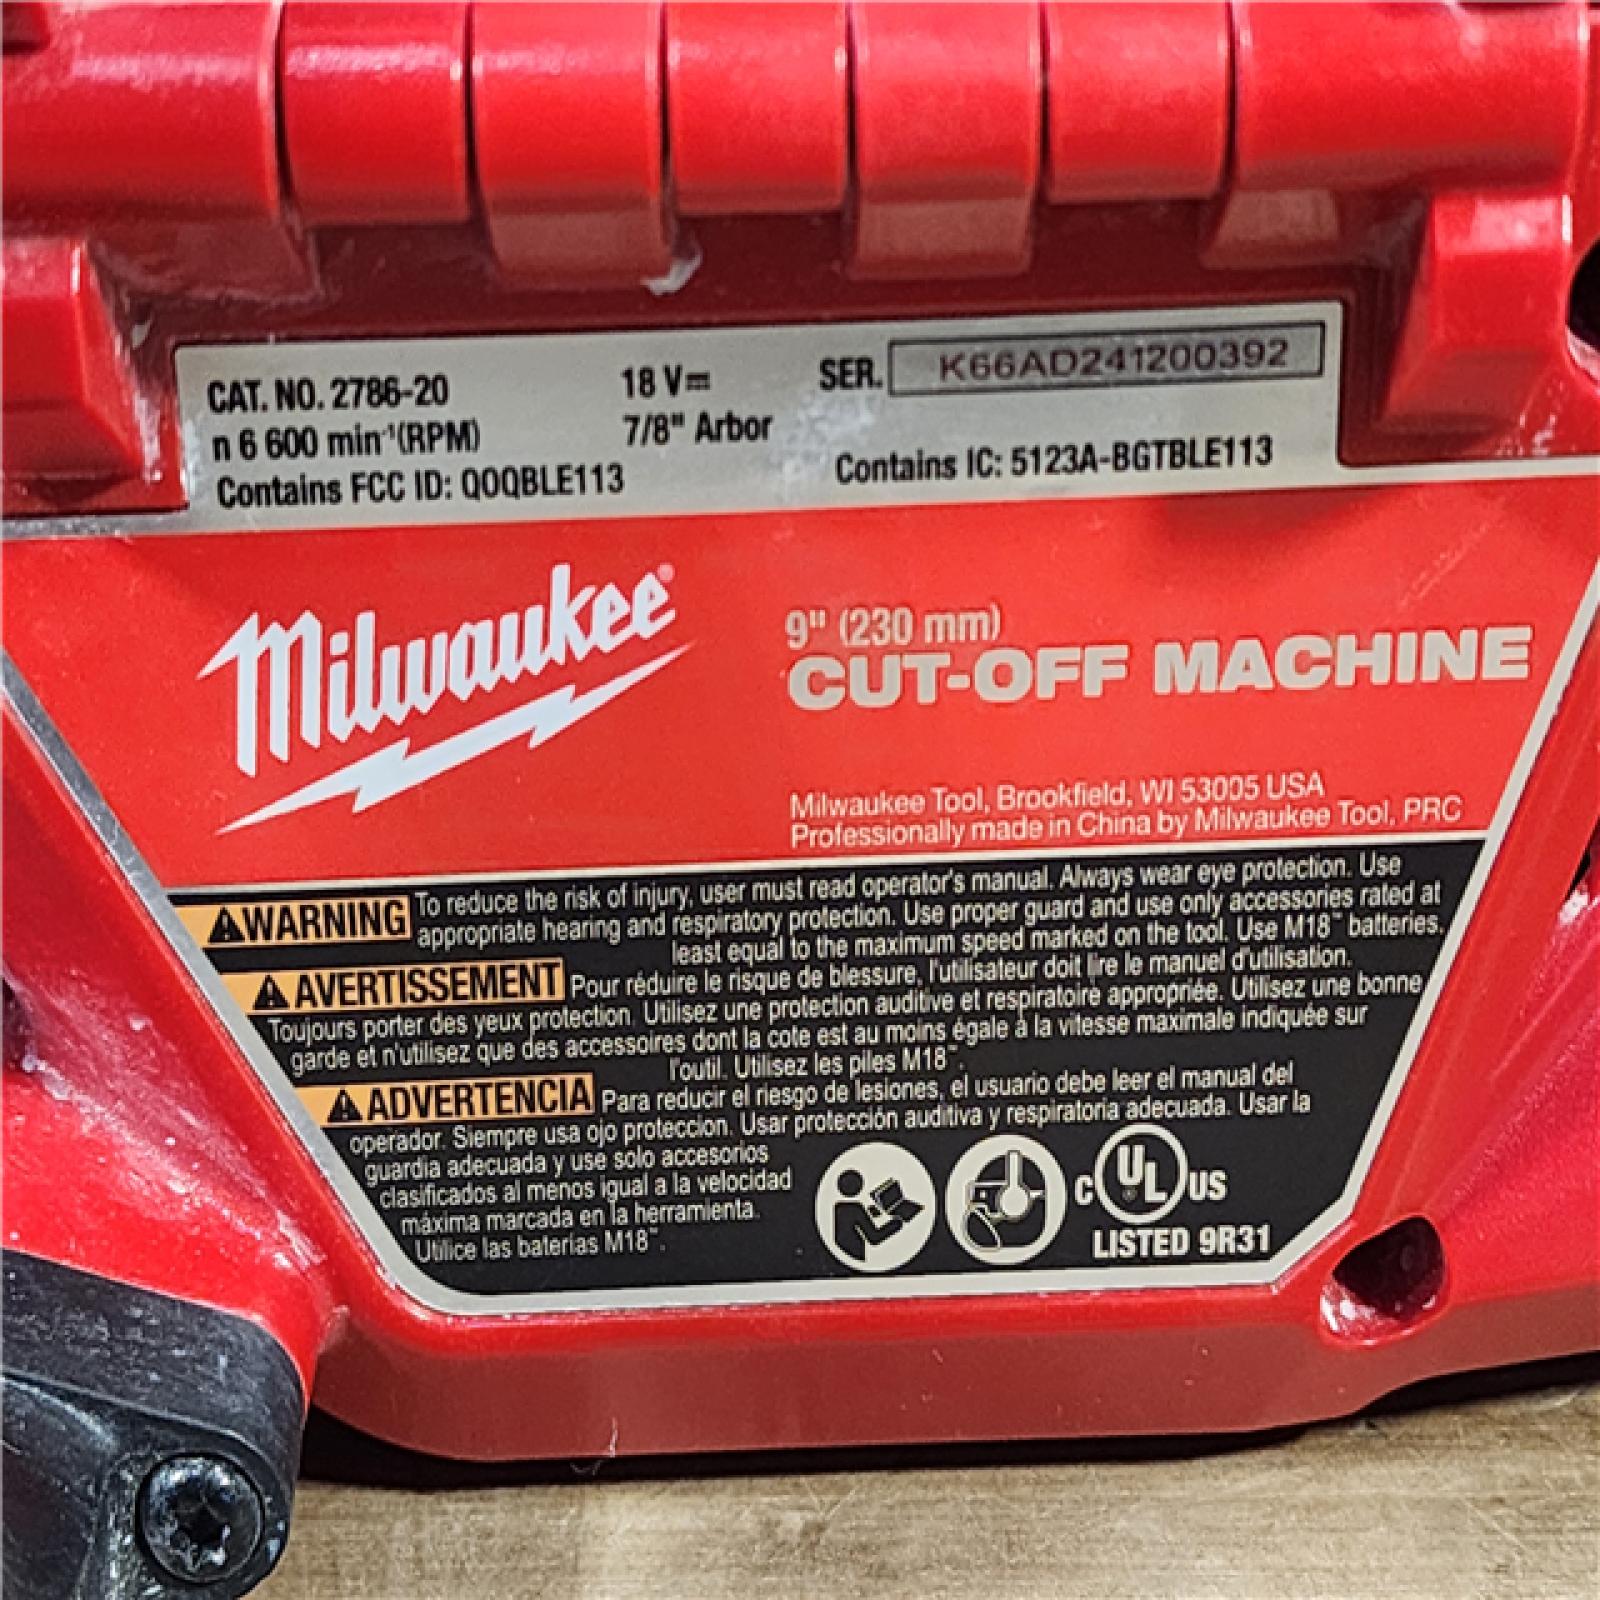 CAT. NO. 2786-20
n 6 600 min⁻¹(RPM)
Contains FCC ID: QOQBLE113
18 V⎓
7/8" Arbor
SER. K66AD241200392
Contains IC: 5123A-BGTBLE113
Milwaukee®
9" (230 mm)
CUT-OFF MACHINE
Milwaukee Tool, Brookfield, WI 53005 USA
Professionally made in China by Milwaukee Tool, PRC
⚠WARNING To reduce the risk of injury, user must read operator's manual. Always wear eye protection. Use
appropriate hearing and respiratory protection. Use proper guard and use only accessories rated at
least equal to the maximum speed marked on the tool. Use M18™ batteries.
⚠AVERTISSEMENT Pour réduire le risque de blessure, l'utilisateur doit lire le manuel d'utilisation.
Toujours porter des yeux protection. Utilisez une protection auditive et respiratoire appropriée. Utilisez une bonne
garde et n'utilisez que des accessoires dont la cote est au moins égale à la vitesse maximale indiquée sur
l'outil. Utilisez les piles M18™.
⚠ADVERTENCIA Para reducir el riesgo de lesiones, el usuario debe leer el manual del
operador. Siempre usa ojo proteccion. Usar protección auditiva y respiratoria adecuada. Usar la
guardia adecuada y use solo accesorios
clasificados al menos igual a la velocidad
máxima marcada en la herramienta.
Utilice las baterías M18™.
C UL US
LISTED 9R31